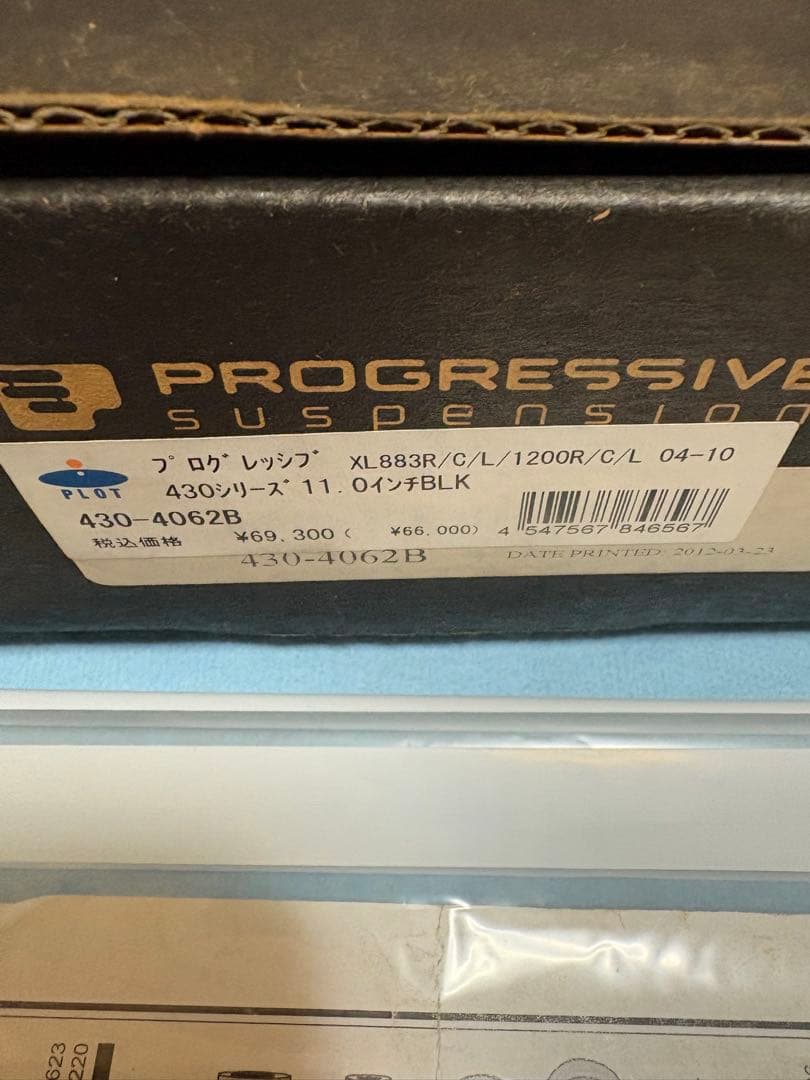 PROGRESSIVE
suspension
PLOT
プログレッシブ XL883R/C/L/1200R/C/L 04-10
430シリーズ 11.0インチBLK
430-4062B
税込価格 ¥69,300( ¥66,000) 4 547567 846567
430-4062B DATE PRINTED: 2012-03-23
623
220